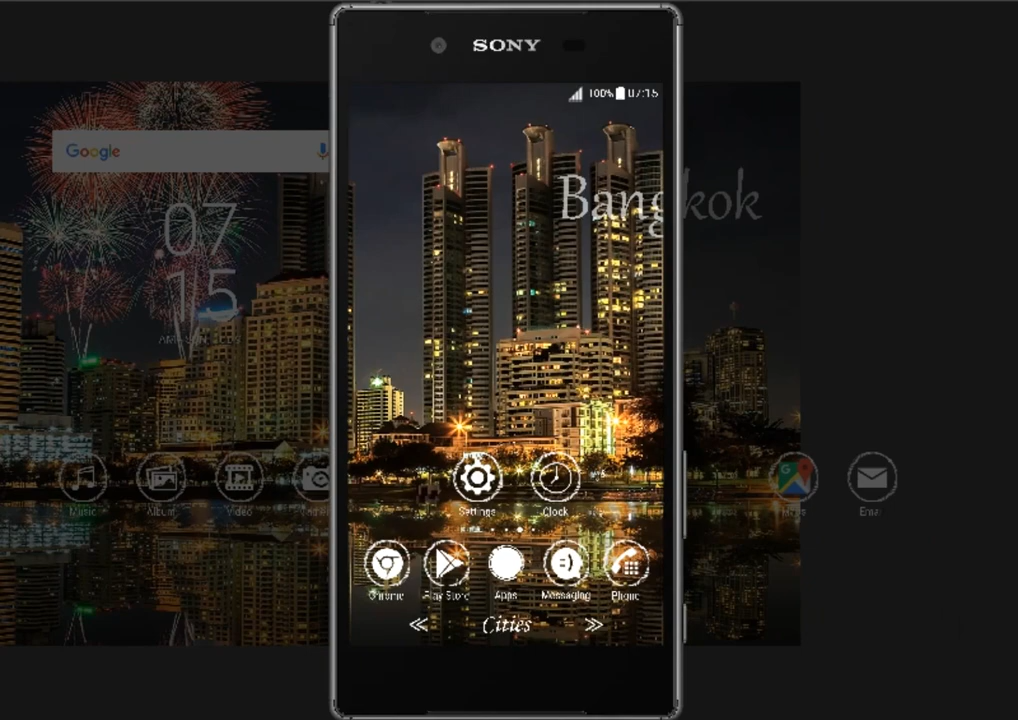 SONY
100% 07:15
Google
Bangkok
07
15
Music
Album
Video
Settings
Clock
Maps
Email
Chrome
Play Store
Apps
Messaging
Phone
« Cities »